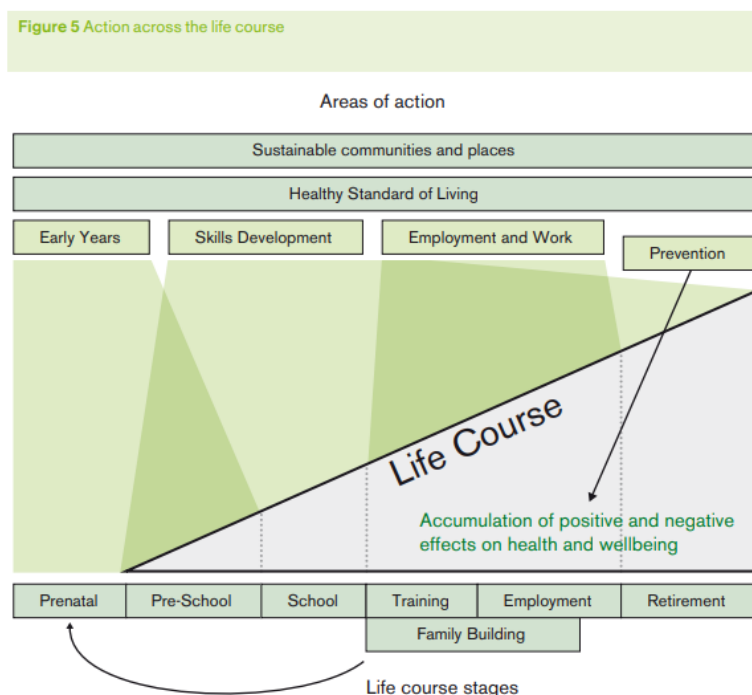 Figure 5 Action across the life course
Areas of action
Sustainable communities and places
Healthy Standard of Living
Early Years
Skills Development
Employment and Work
Prevention
Life Course
Accumulation of positive and negative
effects on health and wellbeing
Prenatal
Pre-School
School
Training
Employment
Retirement
Family Building
Life course stages